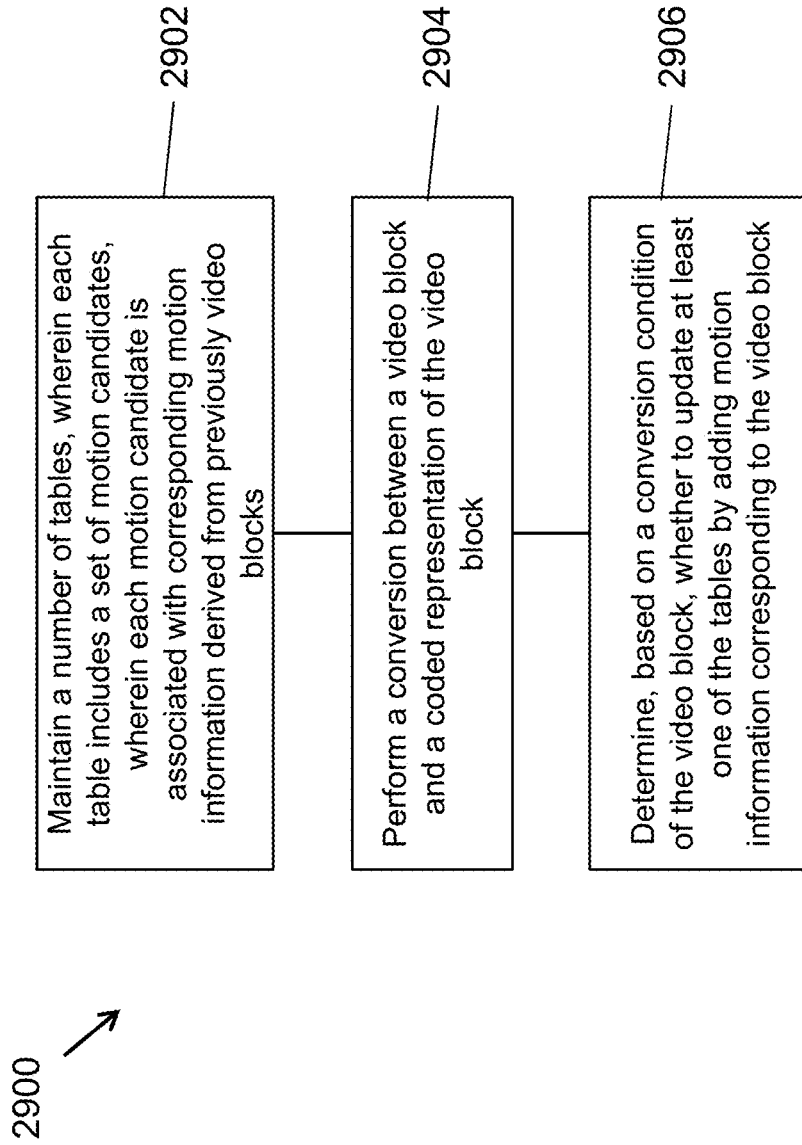 2900
Maintain a number of tables, wherein each
table includes a set of motion candidates,
wherein each motion candidate is
associated with corresponding motion
information derived from previously video
blocks
2902
Perform a conversion between a video block
and a coded representation of the video
block
2904
Determine, based on a conversion condition
of the video block, whether to update at least
one of the tables by adding motion
information corresponding to the video block
2906